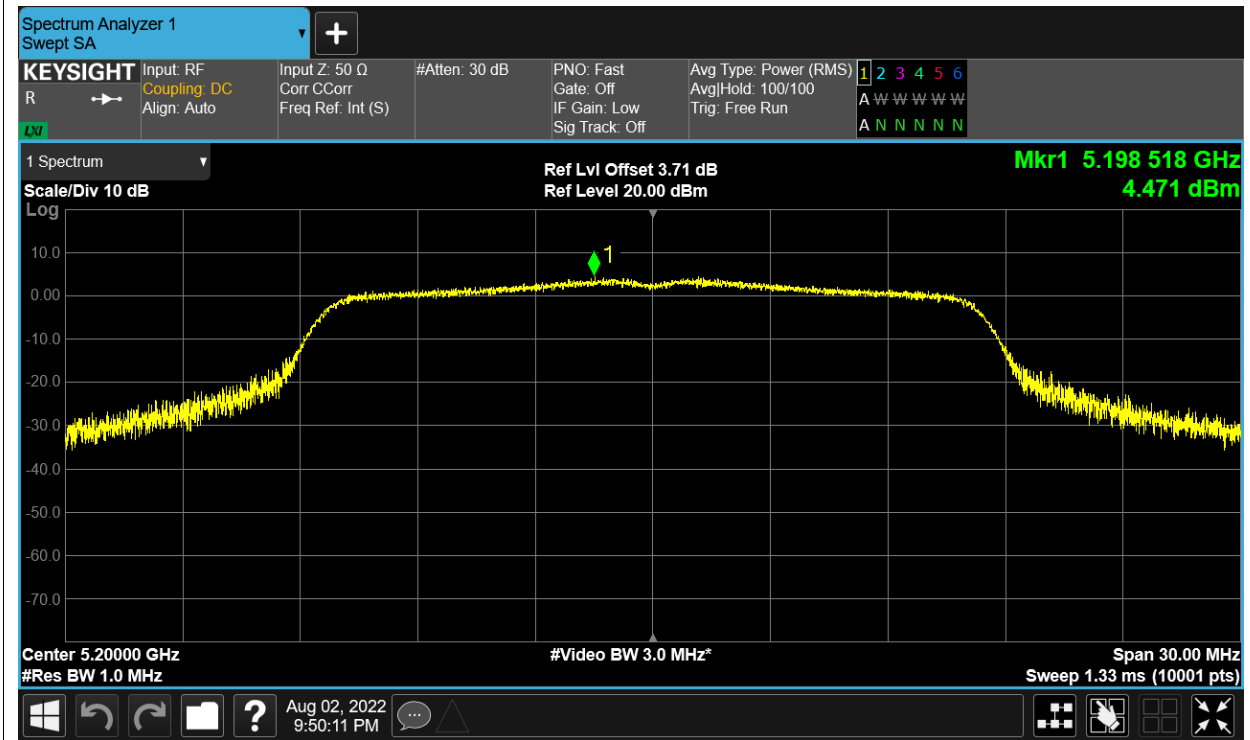 Spectrum Analyzer 1
Swept SA
KEYSIGHT
R
LXI
Input: RF
Coupling: DC
Align: Auto
Input Z: 50 Ω
Corr CCorr
Freq Ref: Int (S)
#Atten: 30 dB
PNO: Fast
Gate: Off
IF Gain: Low
Sig Track: Off
Avg Type: Power (RMS)
Avg|Hold: 100/100
Trig: Free Run
1 2 3 4 5 6
A W W W W W
A N N N N N
1 Spectrum
Scale/Div 10 dB
Ref Lvl Offset 3.71 dB
Ref Level 20.00 dBm
Mkr1 5.198 518 GHz
4.471 dBm
Log
1
10.0
0.00
-10.0
-20.0
-30.0
-40.0
-50.0
-60.0
-70.0
Center 5.20000 GHz
#Res BW 1.0 MHz
#Video BW 3.0 MHz*
Span 30.00 MHz
Sweep 1.33 ms (10001 pts)
?
Aug 02, 2022
9:50:11 PM